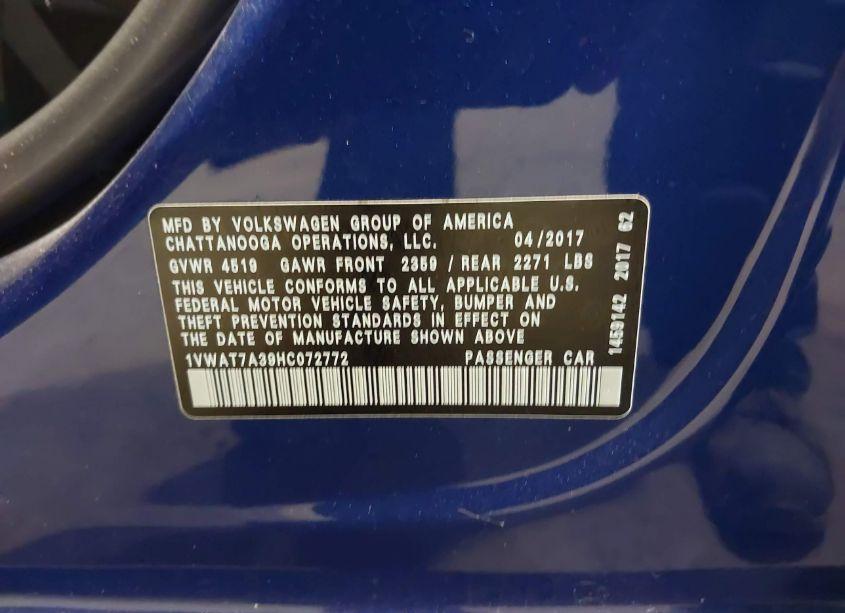 MFD BY VOLKSWAGEN GROUP OF AMERICA
CHATTANOOGA OPERATIONS, LLC. 04/2017
GVWR 4519 GAWR FRONT 2359 / REAR 2271 LBS
THIS VEHICLE CONFORMS TO ALL APPLICABLE U.S.
FEDERAL MOTOR VEHICLE SAFETY, BUMPER AND
THEFT PREVENTION STANDARDS IN EFFECT ON
THE DATE OF MANUFACTURE SHOWN ABOVE
1VWAT7A39HC072772 PASSENGER CAR
1459142 2017 62